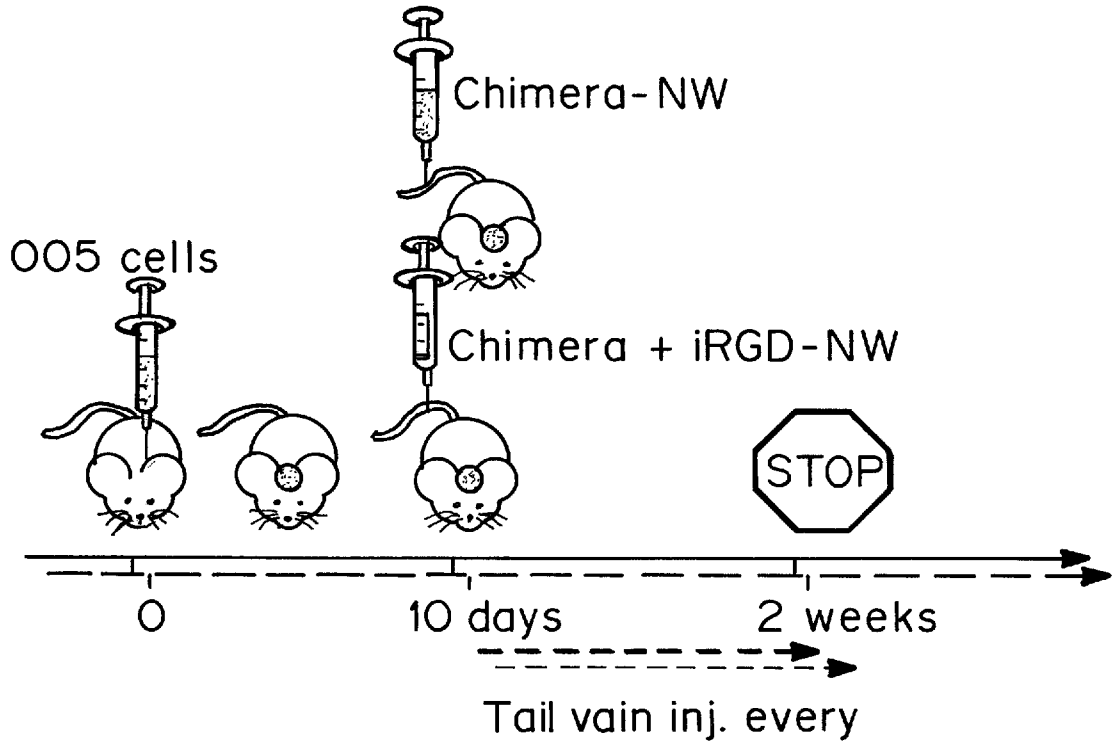 Chimera-NW
005 cells
Chimera + iRGD-NW
STOP
0 10 days 2 weeks
Tail vain inj. every